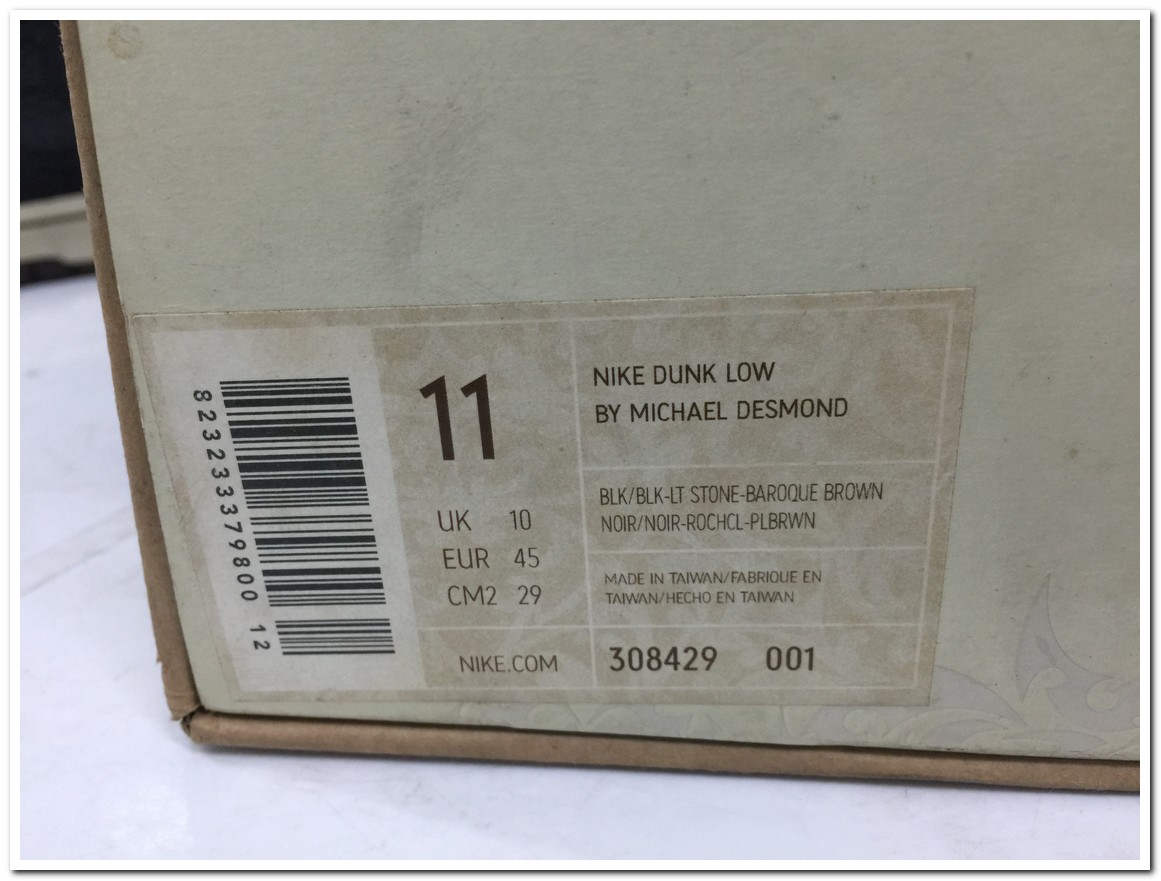 823233379800 12
11
UK 10
EUR 45
CM2 29
NIKE.COM
NIKE DUNK LOW
BY MICHAEL DESMOND
BLK/BLK-LT STONE-BAROQUE BROWN
NOIR/NOIR-ROCHCL-PLBRWN
MADE IN TAIWAN/FABRIQUE EN
TAIWAN/HECHO EN TAIWAN
308429 001